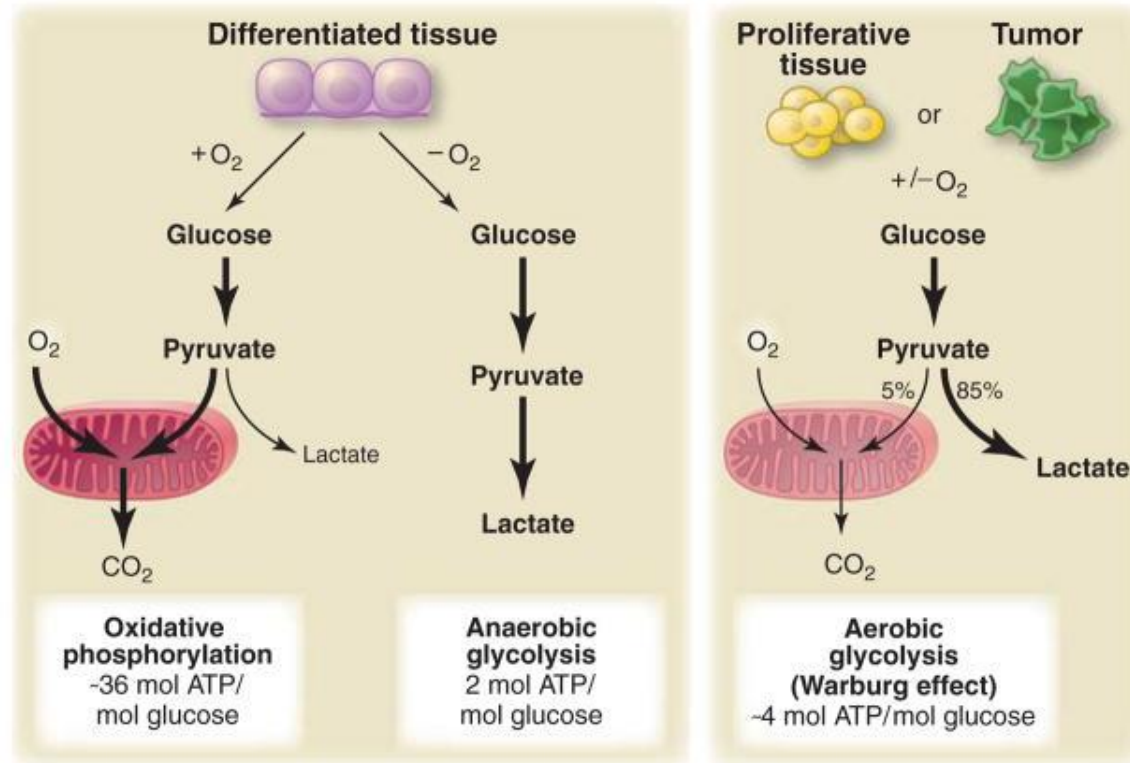 Differentiated tissue
+O₂
−O₂
Glucose
Glucose
O₂
Pyruvate
Pyruvate
Lactate
Lactate
CO₂
Oxidative
phosphorylation
~36 mol ATP/
mol glucose
Anaerobic
glycolysis
2 mol ATP/
mol glucose
Proliferative
tissue
or
Tumor
+/−O₂
Glucose
O₂
Pyruvate
5%
85%
Lactate
CO₂
Aerobic
glycolysis
(Warburg effect)
~4 mol ATP/mol glucose